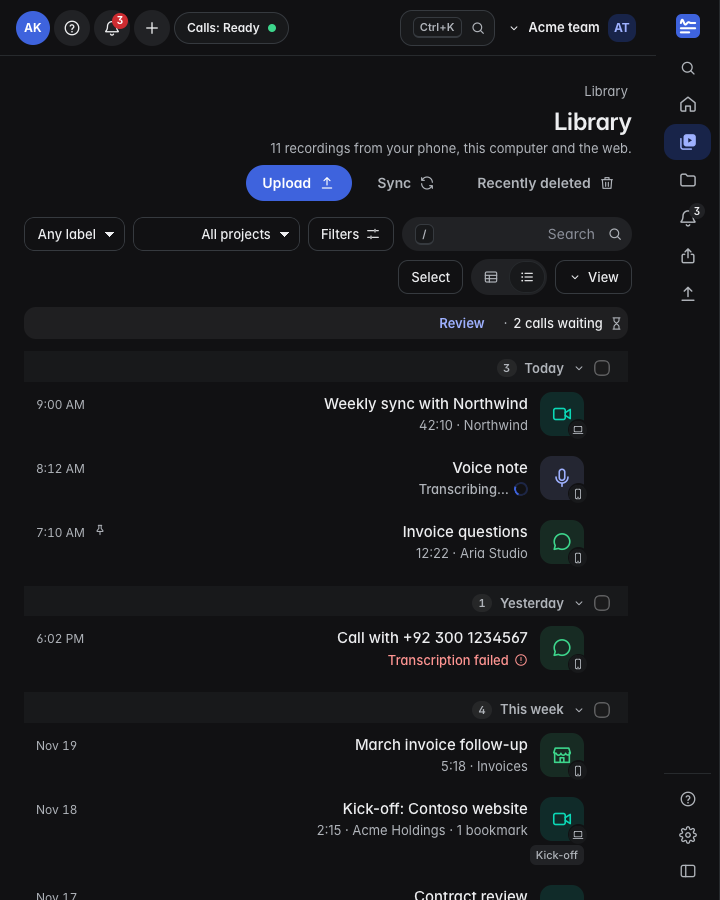 AK
3
Calls: Ready
Ctrl+K
Acme team
AT
Library
Library
11 recordings from your phone, this computer and the web.
Upload
Sync
Recently deleted
3
Any label
All projects
Filters
/
Search
Select
View
Review · 2 calls waiting
3 Today
9:00 AM
Weekly sync with Northwind
42:10 · Northwind
8:12 AM
Voice note
Transcribing...
7:10 AM
Invoice questions
12:22 · Aria Studio
1 Yesterday
6:02 PM
Call with +92 300 1234567
Transcription failed
4 This week
Nov 19
March invoice follow-up
5:18 · Invoices
Nov 18
Kick-off: Contoso website
2:15 · Acme Holdings · 1 bookmark
Kick-off
Nov 17
Contract review